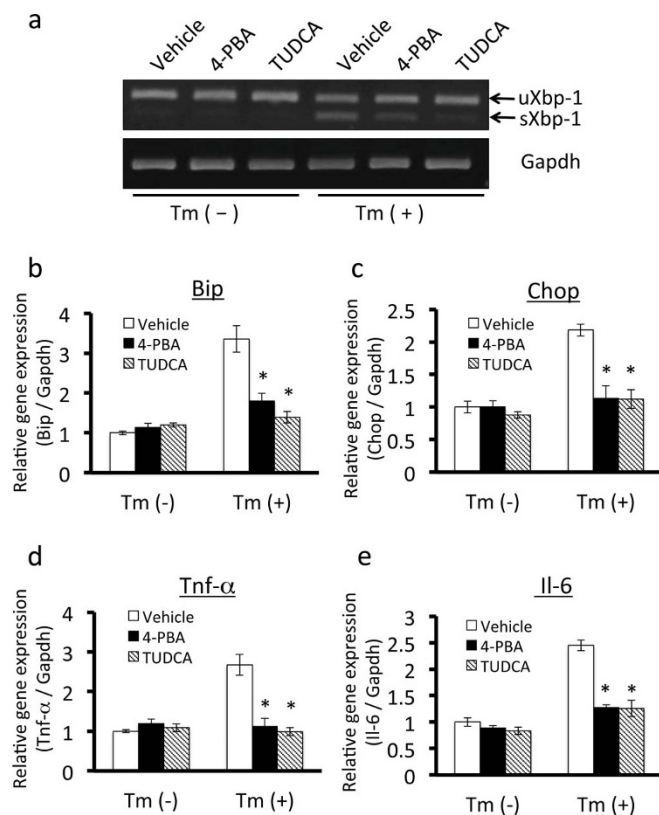 a
Vehicle 4-PBA TUDCA Vehicle 4-PBA TUDCA
uXbp-1
sXbp-1
Gapdh
Tm ( − ) Tm ( + )
b
Bip
Relative gene expression
(Bip / Gapdh)
4
3
2
1
0
Vehicle
4-PBA
TUDCA
* *
Tm (-) Tm (+)
c
Chop
Relative gene expression
(Chop / Gapdh)
2.5
2
1.5
1
0.5
0
Vehicle
4-PBA
TUDCA
* *
Tm (-) Tm (+)
d
Tnf-α
Relative gene expression
(Tnf-α / Gapdh)
4
3
2
1
0
Vehicle
4-PBA
TUDCA
* *
Tm (-) Tm (+)
e
Il-6
Relative gene expression
(Il-6 / Gapdh)
3
2.5
2
1.5
1
0.5
0
Vehicle
4-PBA
TUDCA
* *
Tm (-) Tm (+)